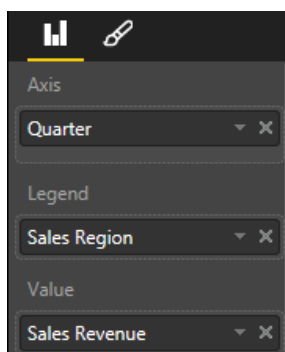 Axis
Quarter
Legend
Sales Region
Value
Sales Revenue